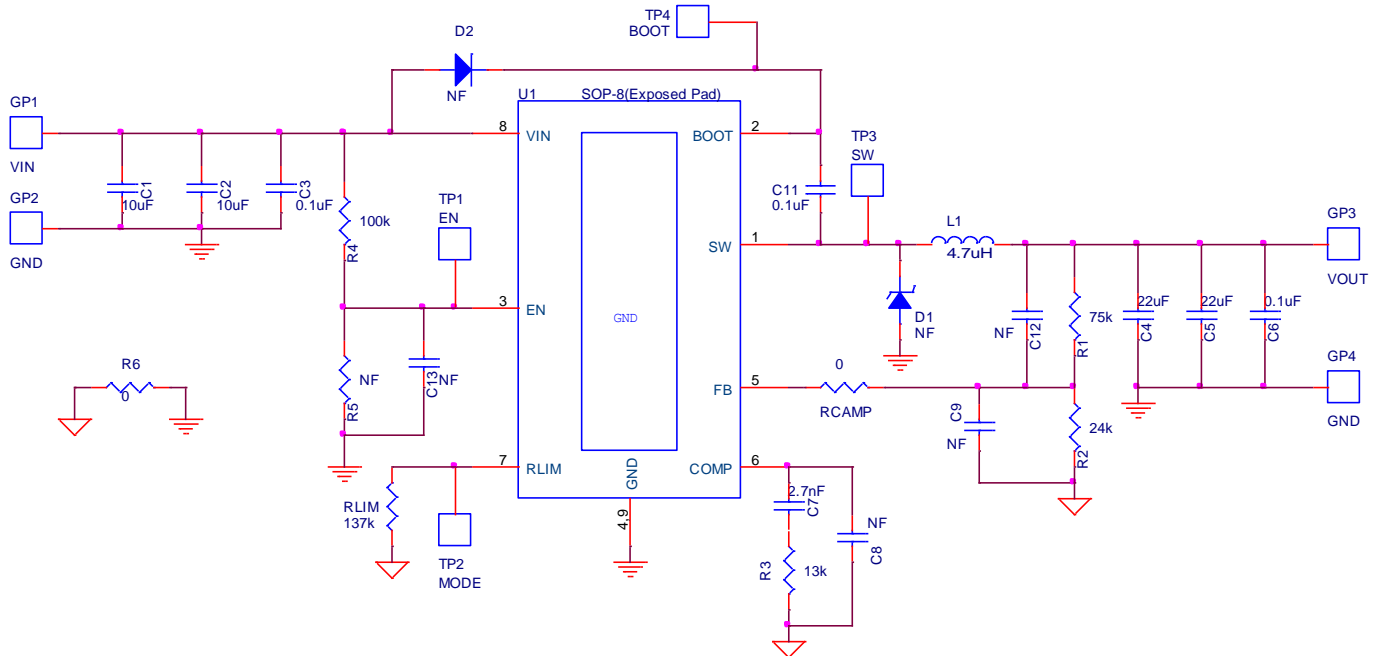 TP4
BOOT
D2
NF
U1
SOP-8(Exposed Pad)
GP1
VIN
GP2
GND
C1
10uF
C2
10uF
C3
0.1uF
100k
R4
TP1
EN
8
VIN
3
EN
7
RLIM
GND
GND
4,9
BOOT
2
SW
1
FB
5
COMP
6
C11
0.1uF
TP3
SW
L1
4.7uH
D1
NF
NF
C12
75k
R1
22uF
C4
22uF
C5
0.1uF
C6
GP3
VOUT
GP4
GND
0
RCAMP
C9
NF
24k
R2
R6
0
NF
R5
NF
C13
RLIM
137k
TP2
MODE
2.7nF
C7
NF
C8
R3
13k